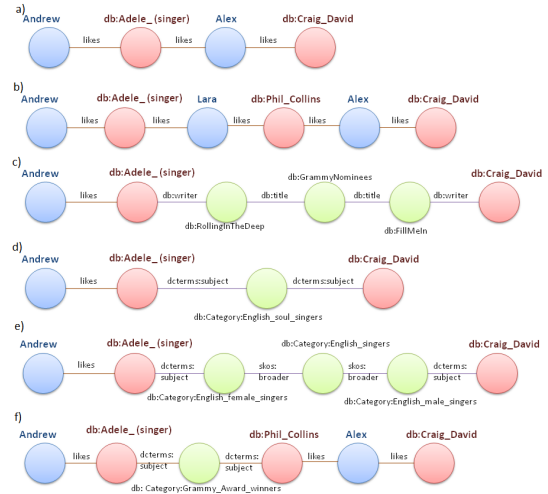 a)
Andrew db:Adele_(singer) Alex db:Craig_David
likes likes likes
b)
Andrew db:Adele_(singer) Lara db:Phil_Collins Alex db:Craig_David
likes likes likes likes likes
c)
Andrew db:Adele_(singer) db:GrammyNominees db:Craig_David
likes db:writer db:title db:title db:writer
db:RollingInTheDeep db:FillMeIn
d)
Andrew db:Adele_(singer) db:Craig_David
likes dcterms:subject dcterms:subject
db:Category:English_soul_singers
e)
Andrew db:Adele_(singer) db:Category:English_singers db:Craig_David
likes dcterms: skos: skos: dcterms:
subject broader broader subject
db:Category:English_female_singers db:Category:English_male_singers
f)
Andrew db:Adele_(singer) db:Phil_Collins Alex db:Craig_David
likes dcterms: dcterms: likes likes
subject subject
db: Category:Grammy_Award_winners